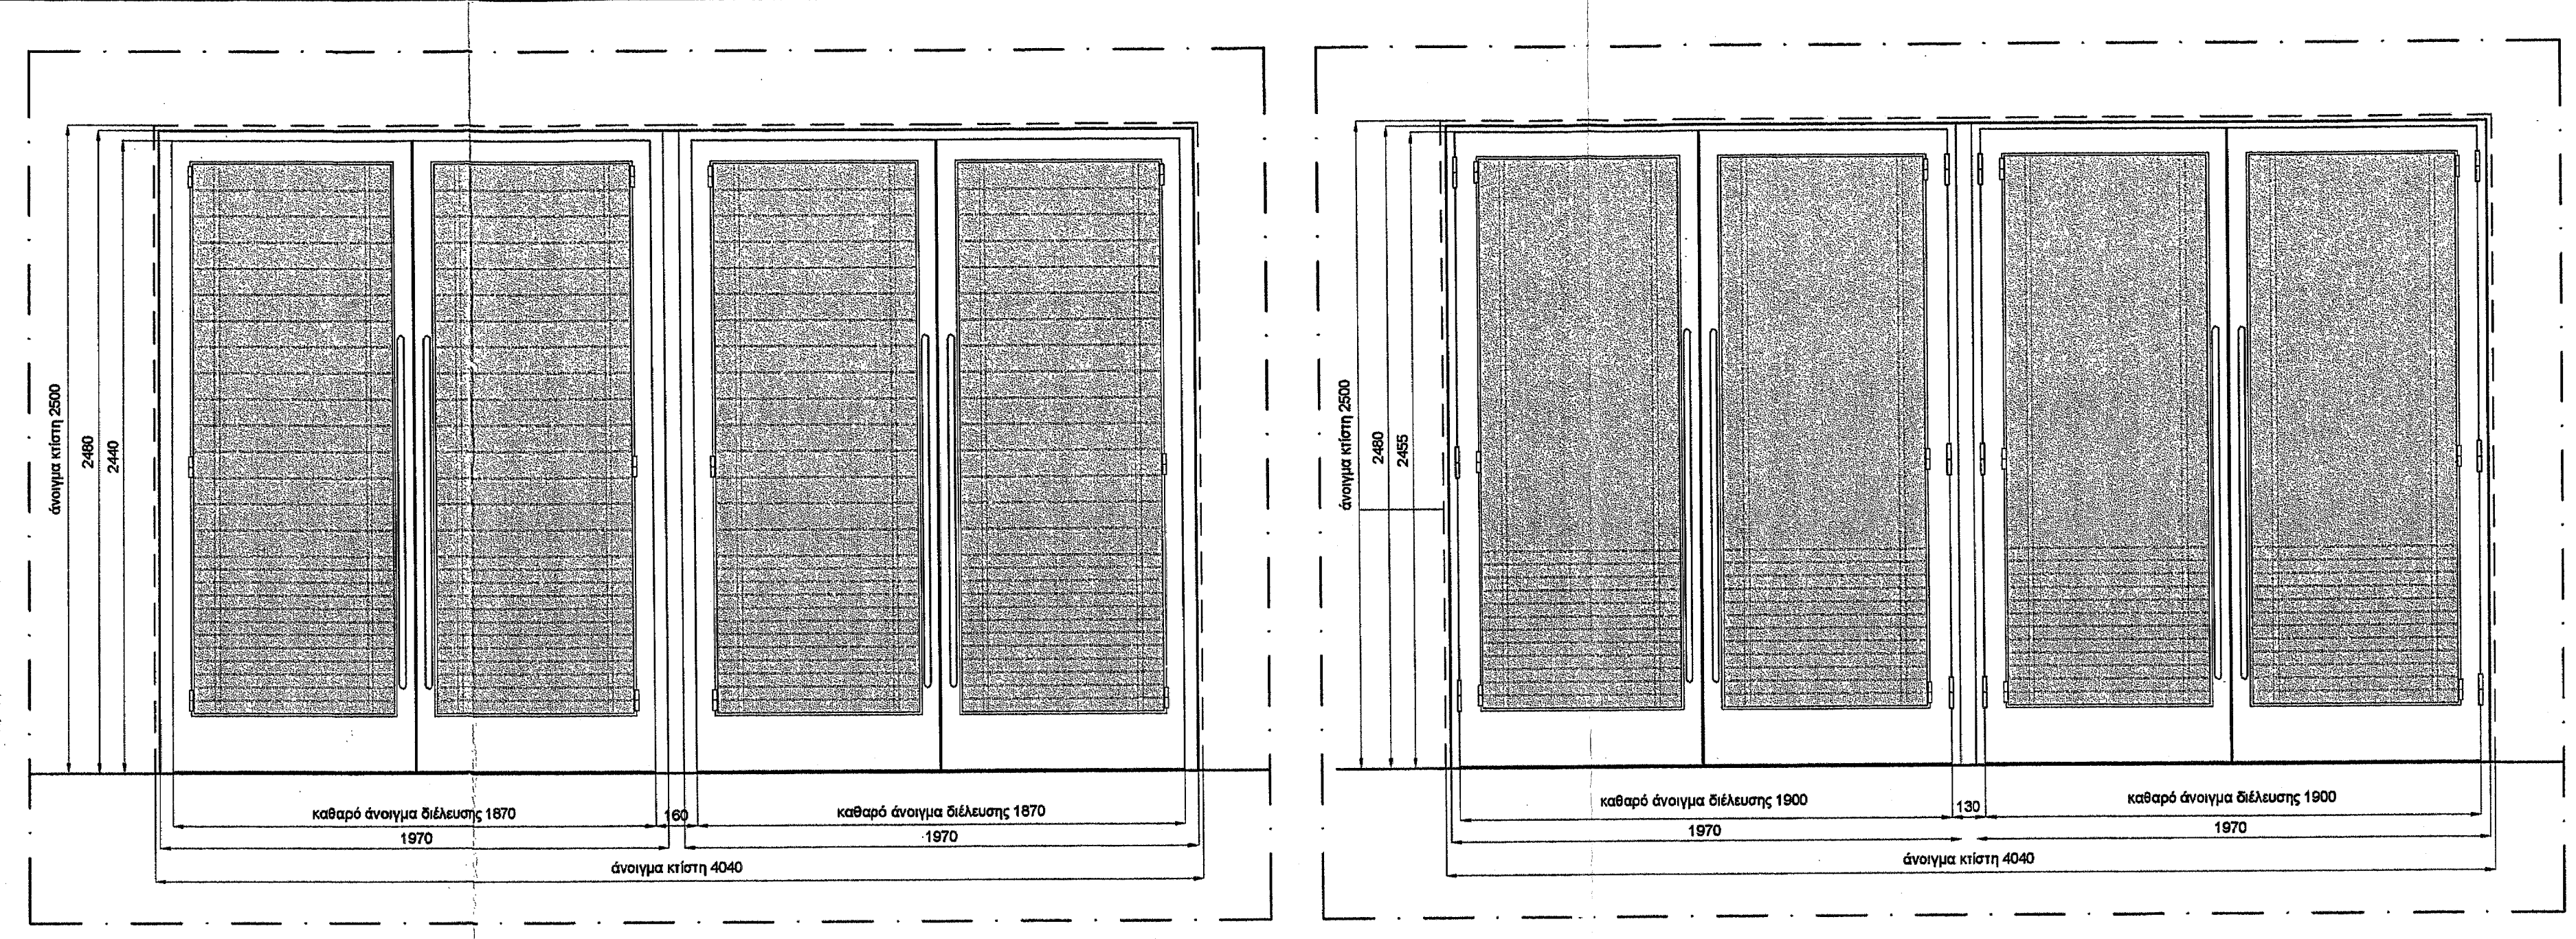 άνοιγμα κτίστη 2500
2480
2440
καθαρό άνοιγμα διέλευσης 1870
160
καθαρό άνοιγμα διέλευσης 1870
1970
1970
άνοιγμα κτίστη 4040
άνοιγμα κτίστη 2500
2480
2455
καθαρό άνοιγμα διέλευσης 1900
130
καθαρό άνοιγμα διέλευσης 1900
1970
1970
άνοιγμα κτίστη 4040